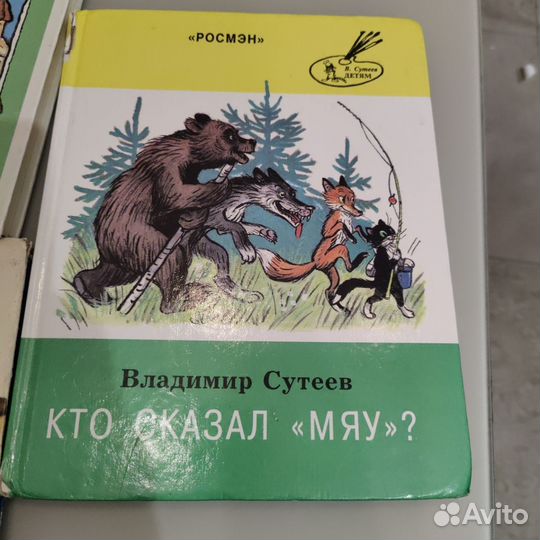 «РОСМЭН»
В. Сутеев
ДЕТЯМ
Владимир Сутеев
КТО СКАЗАЛ «МЯУ»?
Avito